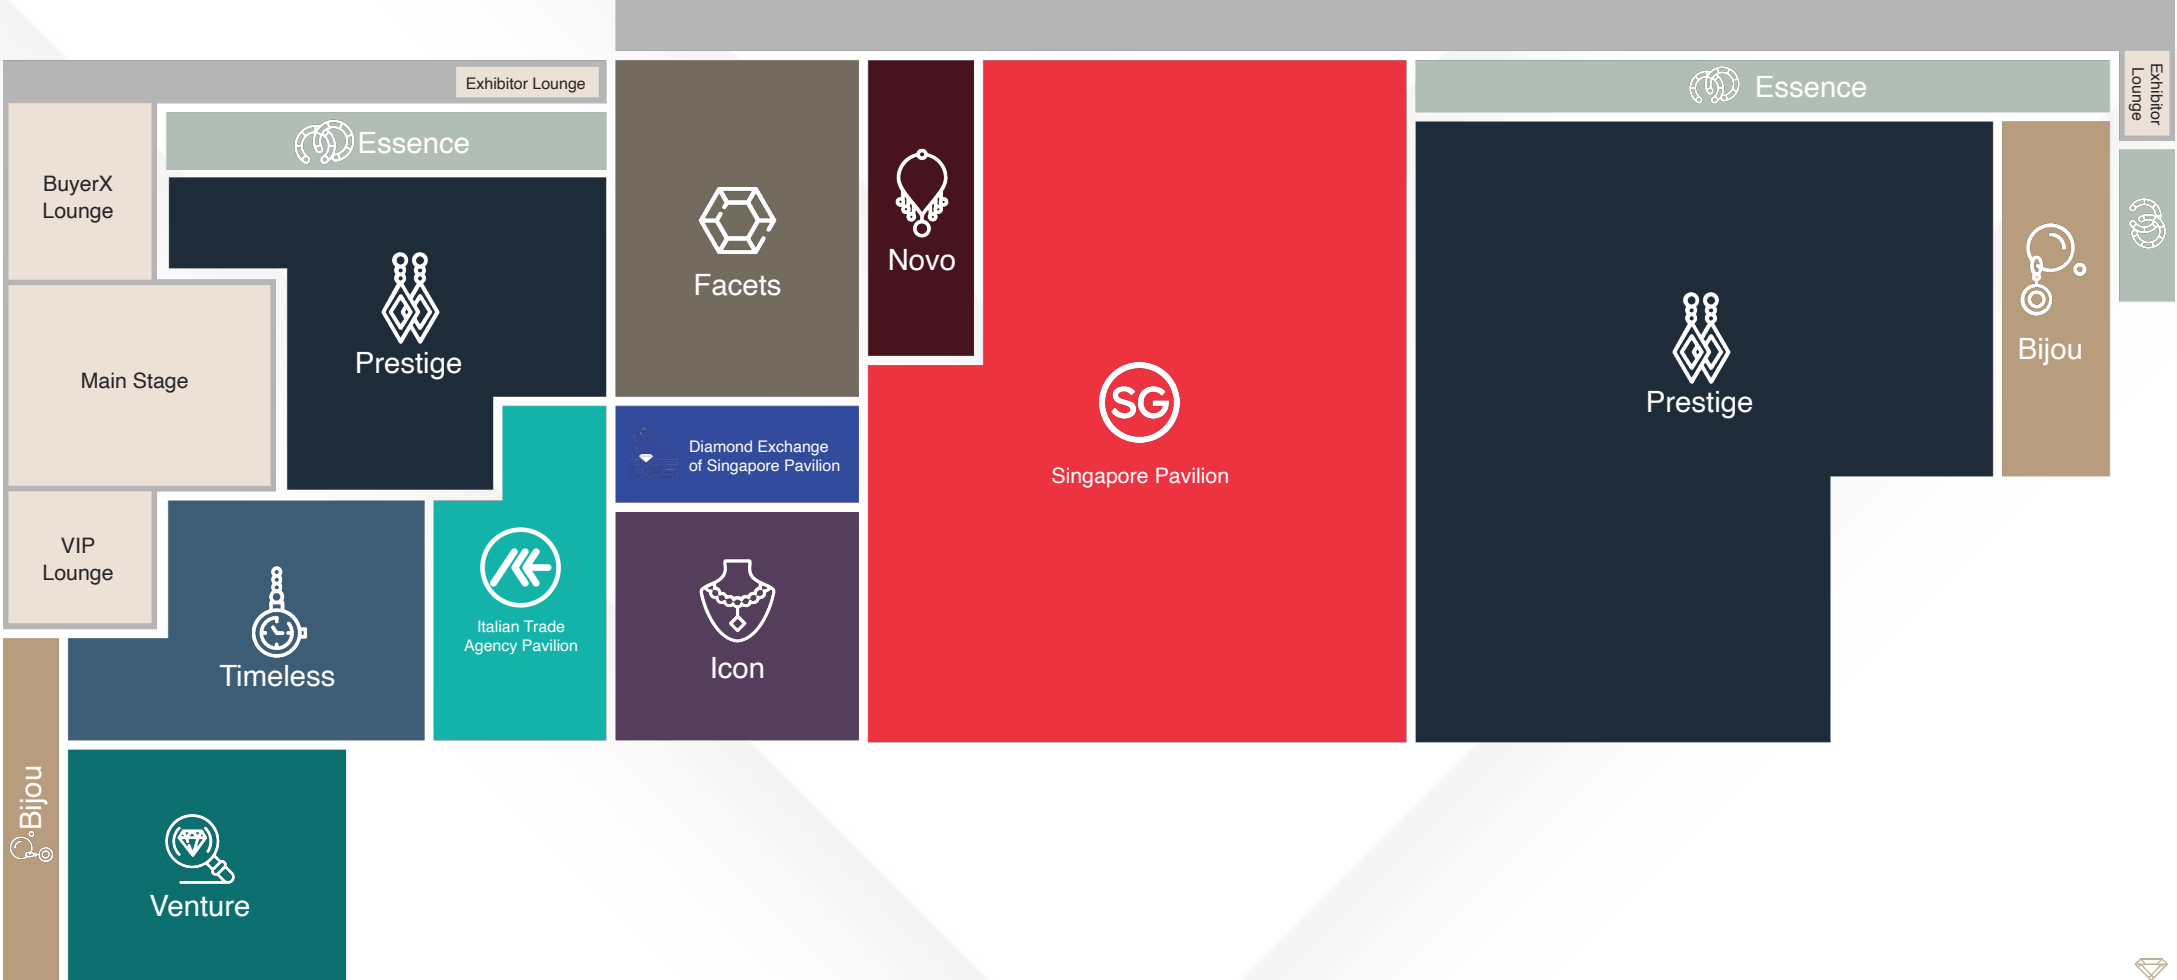 Exhibitor Lounge
Essence
Exhibitor
Lounge
Essence
BuyerX
Lounge
Facets
Novo
Prestige
Main Stage
Bijou
Prestige
Diamond Exchange
of Singapore Pavilion
SG
Singapore Pavilion
VIP
Lounge
Italian Trade
Agency Pavilion
Timeless
Icon
Bijou
Venture